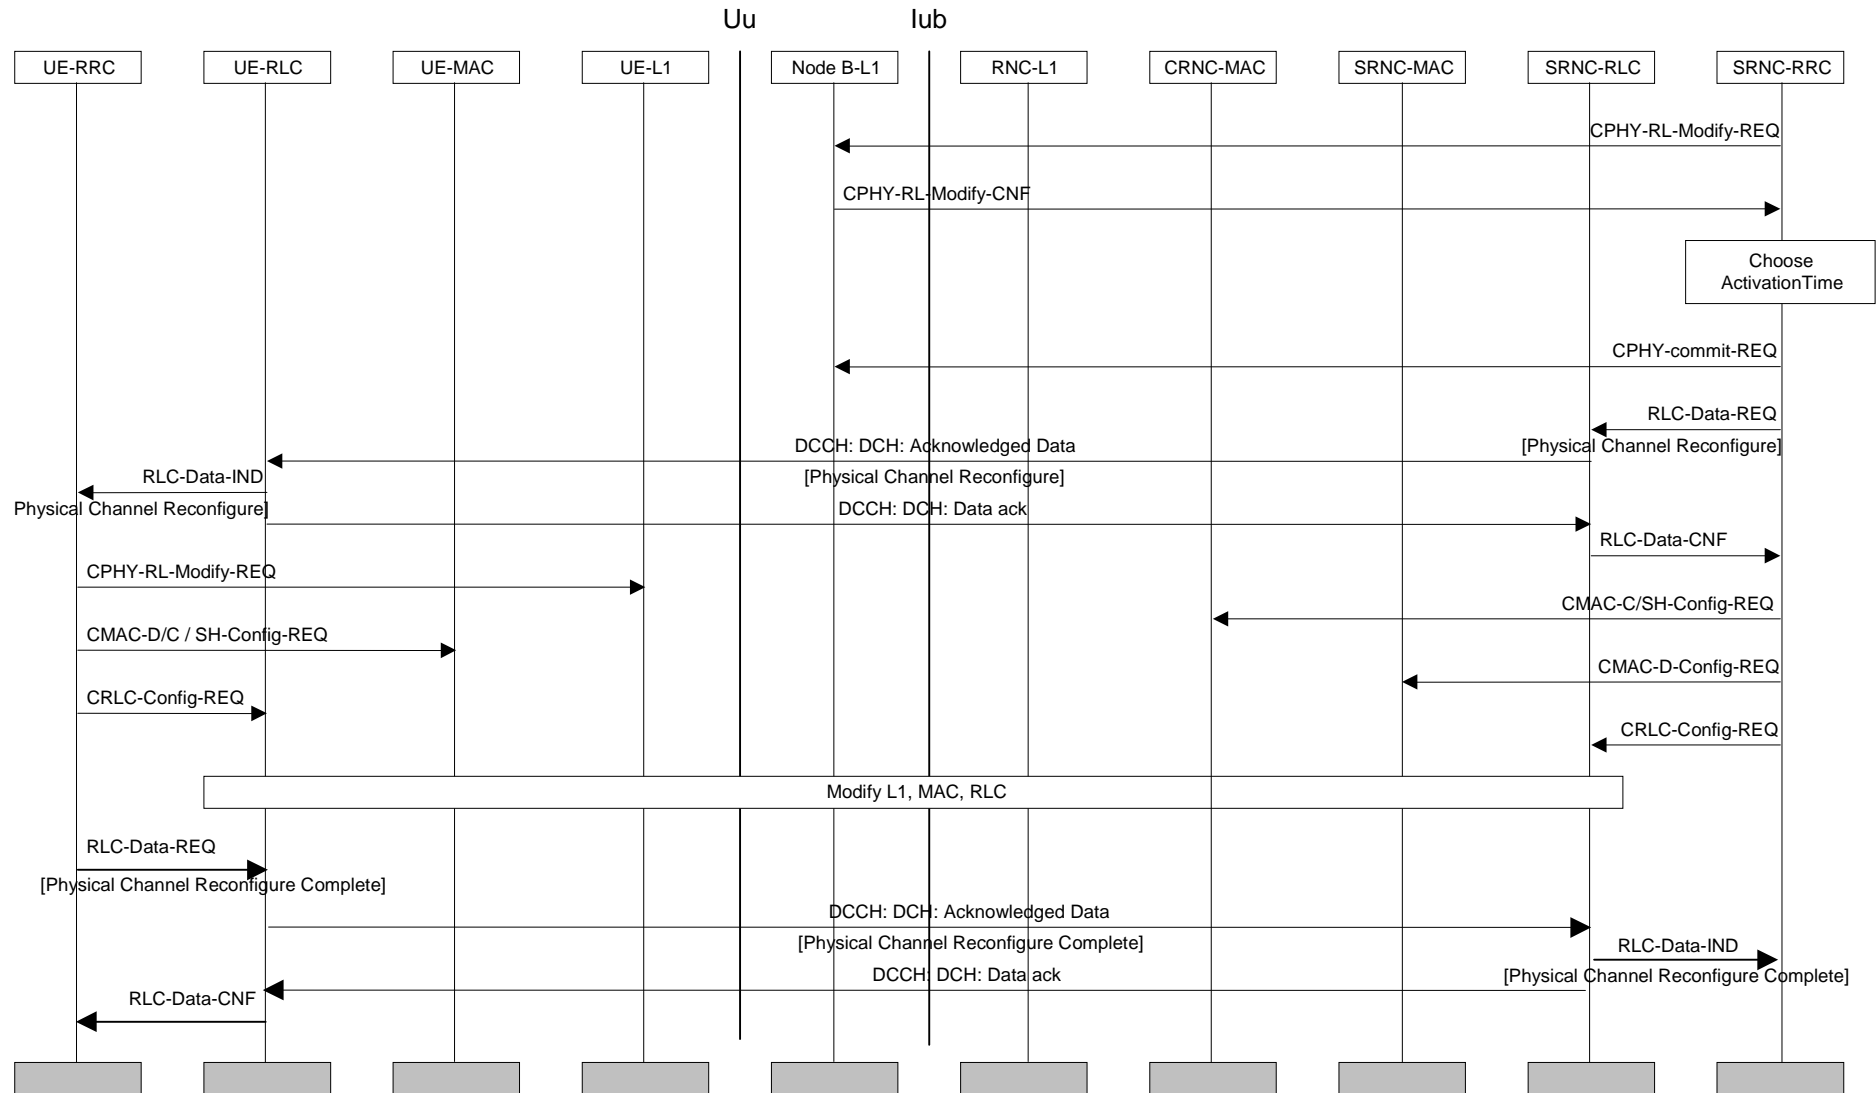 Uu
Iub
UE-RRC
UE-RLC
UE-MAC
UE-L1
Node B-L1
RNC-L1
CRNC-MAC
SRNC-MAC
SRNC-RLC
SRNC-RRC
CPHY-RL-Modify-REQ
CPHY-RL-Modify-CNF
Choose
ActivationTime
CPHY-commit-REQ
RLC-Data-REQ
[Physical Channel Reconfigure]
DCCH: DCH: Acknowledged Data
[Physical Channel Reconfigure]
RLC-Data-IND
Physical Channel Reconfigure]
DCCH: DCH: Data ack
RLC-Data-CNF
CPHY-RL-Modify-REQ
CMAC-C/SH-Config-REQ
CMAC-D/C / SH-Config-REQ
CMAC-D-Config-REQ
CRLC-Config-REQ
CRLC-Config-REQ
Modify L1, MAC, RLC
RLC-Data-REQ
[Physical Channel Reconfigure Complete]
DCCH: DCH: Acknowledged Data
[Physical Channel Reconfigure Complete]
RLC-Data-IND
[Physical Channel Reconfigure Complete]
DCCH: DCH: Data ack
RLC-Data-CNF